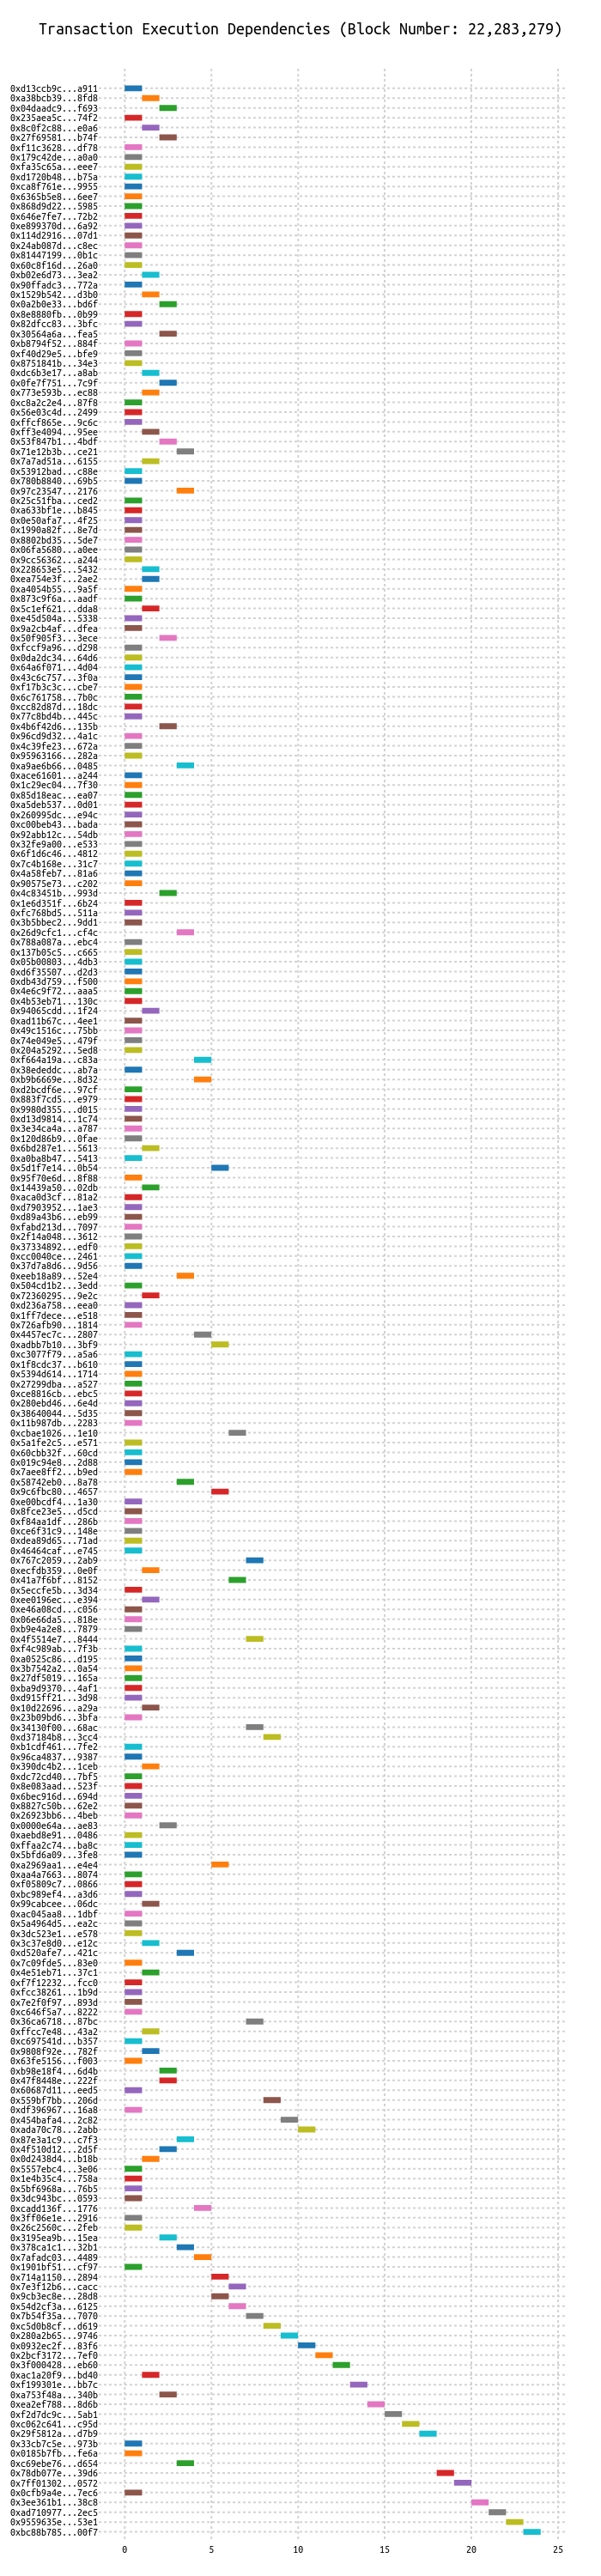 Transaction Execution Dependencies (Block Number: 22,283,279)
0xd13ccb9c...a911
0xa38bcb39...8fd8
0x04daadc9...f693
0x235aea5c...74f2
0x8c0f2c88...e0a6
0x27f69581...b74f
0xf11c3628...df78
0x179c42de...a0a0
0xfa35c65a...eee7
0xd1720b48...b75a
0xca8f761e...9955
0x6365b5e8...6ee7
0x868d9d22...5985
0x646e7fe7...72b2
0xe899370d...6a92
0x114d2916...07d1
0x24ab087d...c8ec
0x81447199...0b1c
0x60c8f16d...26a0
0xb02e6d73...3ea2
0x90ffadc3...772a
0x1529b542...d3b0
0x0a2b0e33...bd6f
0x8e8880fb...0b99
0x82dfcc83...3bfc
0x30564a6a...fea5
0xb8794f52...884f
0xf40d29e5...bfe9
0x8751841b...34e3
0xdc6b3e17...a8ab
0x0fe7f751...7c9f
0x773e593b...ec88
0xc8a2c2e4...87f8
0x56e03c4d...2499
0xffcf865e...9c6c
0xff3e4094...95ee
0x53f847b1...4bdf
0x71e12b3b...ce21
0x7a7ad51a...6155
0x53912bad...c88e
0x780b8840...69b5
0x97c23547...2176
0x25c51fba...ced2
0xa633bf1e...b845
0x0e50afa7...4f25
0x1990a82f...8e7d
0x8802bd35...5de7
0x06fa5680...a0ee
0x9cc56362...a244
0x228653e5...5432
0xea754e3f...2ae2
0xa4054b55...9a5f
0x873c9f6a...aadf
0x5c1ef621...dda8
0xe45d504a...5338
0x9a2cb4af...dfea
0x50f905f3...3ece
0xfccf9a96...d298
0x0da2dc34...64d6
0x64a6f071...4d04
0x43c6c757...3f0a
0xf17b3c3c...cbe7
0x6c761758...7b0c
0xcc82d87d...18dc
0x77c8bd4b...445c
0x4b6f42d6...135b
0x96cd9d32...4a1c
0x4c39fe23...672a
0x95963166...282a
0xa9ae6b66...0485
0xace61601...a244
0x1c29ec04...7f30
0x85d18eac...ea07
0xa5deb537...0d01
0x260995dc...e94c
0xc00beb43...bada
0x92abb12c...54db
0x32fe9a00...e533
0x6f1d6c46...4812
0x7c4b168e...31c7
0x4a58feb7...81a6
0x90575e73...c202
0x4c83451b...993d
0x1e6d351f...6b24
0xfc768bd5...511a
0x3b5bbec2...9dd1
0x26d9cfc1...cf4c
0x788a087a...ebc4
0x137b05c5...c665
0x05b00803...4db3
0xd6f35507...d2d3
0xdb43d759...f500
0x4e6c9f72...aaa5
0x4b53eb71...130c
0x94065cdd...1f24
0xad11b67c...4ee1
0x49c1516c...75bb
0x74e049e5...479f
0x204a5292...5ed8
0xf664a19a...c83a
0x38ededdc...ab7a
0xb9b6669e...8d32
0xd2bcdf6e...97cf
0x883f7cd5...e979
0x9980d355...d015
0xd13d9814...1c74
0x3e34ca4a...a787
0x120d86b9...0fae
0x6bd287e1...5613
0xa0ba8b47...5413
0x5d1f7e14...0b54
0x95f70e6d...8f88
0x14439a50...02db
0xaca0d3cf...81a2
0xd7903952...1ae3
0xd89a43b6...eb99
0xfabd213d...7097
0x2f14a048...3612
0x37334892...edf0
0xcc0040ce...2461
0x37d7a8d6...9d56
0xeeb18a89...52e4
0x504cd1b2...3edd
0x72360295...9e2c
0xd236a758...eea0
0x1ff7dece...e518
0x726afb90...1814
0x4457ec7c...2807
0xadbb7b10...3bf9
0xc3077f79...a5a6
0x1f8cdc37...b610
0x5394d614...1714
0x27299dba...a527
0xce8816cb...ebc5
0x280ebd46...6e4d
0x38640044...5d35
0x11b987db...2283
0xcbae1026...1e10
0x5a1fe2c5...e571
0x60cbb32f...60cd
0x019c94e8...2d88
0x7aee8ff2...b9ed
0x58742eb0...8a78
0x9c6fbc80...4657
0xe00bcdf4...1a30
0x8fce23e5...d5cd
0xf84aa1df...286b
0xce6f31c9...148e
0xdea89d65...71ad
0x46464caf...e745
0x767c2059...2ab9
0xecfdb359...0e0f
0x41a7f6bf...8152
0x5eccfe5b...3d34
0xee0196ec...e394
0xe46a08cd...c056
0x06e66da5...818e
0xb9e4a2e8...7879
0x4f5514e7...8444
0xf4c989ab...7f3b
0xa0525c86...d195
0x3b7542a2...0a54
0x27df5019...165a
0xba9d9370...4af1
0xd915ff21...3d98
0x10d22696...a29a
0x23b09bd6...3bfa
0x34130f00...68ac
0xd37184b8...3cc4
0xb1cdf461...7fe2
0x96ca4837...9387
0x390dc4b2...1ceb
0xdc72cd40...7bf5
0x8e083aad...523f
0x6bec916d...694d
0x8827c50b...62e2
0x26923bb6...4beb
0x0000e64a...ae83
0xaebd8e91...0486
0xffaa2c74...ba8c
0x5bfd6a09...3fe8
0xa2969aa1...e4e4
0xaa4a7663...8074
0xf05809c7...0866
0xbc989ef4...a3d6
0x99cabcee...06dc
0xac045aa8...1dbf
0x5a4964d5...ea2c
0x3dc523e1...e578
0x3c37e8d0...e12c
0xd520afe7...421c
0x7c09fde5...83e0
0x4e51eb71...37c1
0xf7f12232...fcc0
0xfcc38261...1b9d
0x7e2f0f97...893d
0xc646f5a7...8222
0x36ca6718...87bc
0xffcc7e48...43a2
0xc697541d...b357
0x9808f92e...782f
0x63fe5156...f003
0xb98e18f4...6d4b
0x47f8448e...222f
0x60687d11...eed5
0x559bf7bb...206d
0xdf396967...16a8
0x454bafa4...2c82
0xada70c78...2abb
0x87e3a1c9...c7f3
0x4f510d12...2d5f
0x0d2438d4...b18b
0x5557ebc4...3e06
0x1e4b35c4...758a
0x5bf6968a...76b5
0x3dc943bc...0593
0xcadd136f...1776
0x3ff06e1e...2916
0x26c2560c...2feb
0x3195ea9b...15ea
0x378ca1c1...32b1
0x7afadc03...4489
0x1901bf51...cf97
0x714a1150...2894
0x7e3f12b6...cacc
0x9cb3ec8e...28d8
0x54d2cf3a...6125
0x7b54f35a...7070
0xc5d0b8cf...d619
0x280a2b65...9746
0x0932ec2f...83f6
0x2bcf3172...7ef0
0x3f000428...eb60
0xac1a20f9...bd40
0xf199301e...bb7c
0xa753f48a...340b
0xea2ef788...8d6b
0xf2d7dc9c...5ab1
0xc062c641...c95d
0x29f5812a...d7b9
0x33cb7c5e...973b
0x0185b7fb...fe6a
0xc69ebe76...d654
0x78db077e...39d6
0x7ff01302...0572
0x0cfb9a4e...7ec6
0x3ee361b1...38c8
0xad710977...2ec5
0x9559635e...53e1
0xbc88b785...00f7
0 5 10 15 20 25